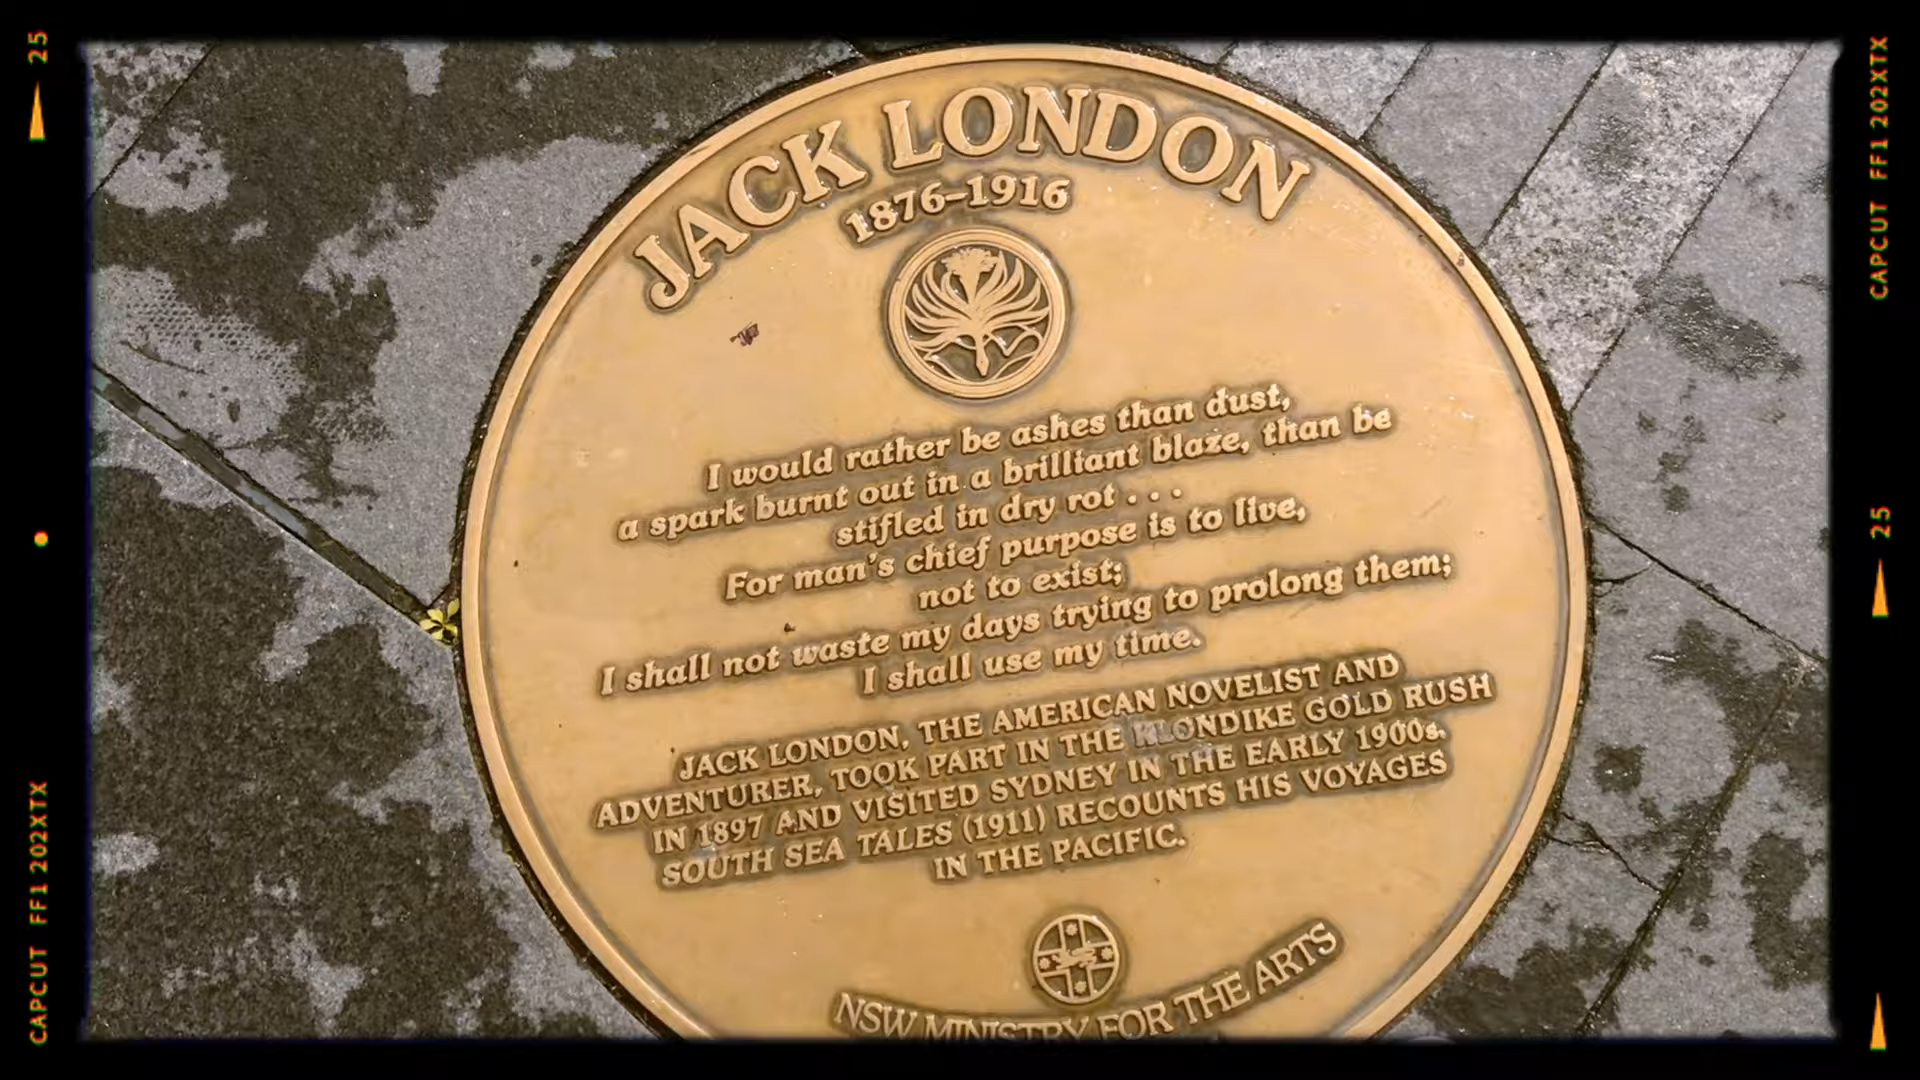 25
CAPCUT FF1 202XTX
JACK LONDON
1876–1916
I would rather be ashes than dust,
a spark burnt out in a brilliant blaze, than be
stifled in dry rot . . .
For man's chief purpose is to live,
not to exist;
I shall not waste my days trying to prolong them;
I shall use my time.
JACK LONDON, THE AMERICAN NOVELIST AND
ADVENTURER, TOOK PART IN THE KLONDIKE GOLD RUSH
IN 1897 AND VISITED SYDNEY IN THE EARLY 1900s.
SOUTH SEA TALES (1911) RECOUNTS HIS VOYAGES
IN THE PACIFIC.
NSW MINISTRY FOR THE ARTS
CAPCUT FF1 202XTX
25